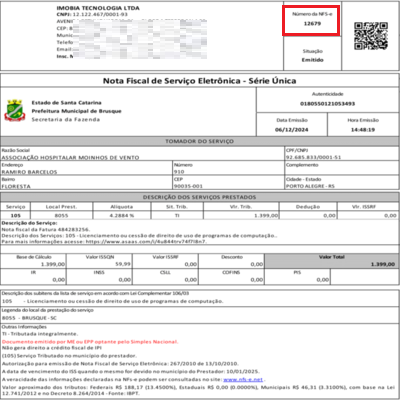 IMOBIA TECNOLOGIA LTDA
CNPJ: 12.122.467/0001-93
AVENI
CEP: 8
Munic
Telefo
Email:
Insc. M
Número da NFS-e
12679
Situação
Emitido
Nota Fiscal de Serviço Eletrônica - Série Única
Estado de Santa Catarina
Prefeitura Municipal de Brusque
Secretaria da Fazenda
Autenticidade
0180550121053493
Data Emissão
Hora Emissão
06/12/2024
14:48:19
TOMADOR DO SERVIÇO
Razão Social
CPF/CNPJ
ASSOCIAÇÃO HOSPITALAR MOINHOS DE VENTO
92.685.833/0001-51
Endereço
Número
Complemento
RAMIRO BARCELOS
910
Bairro
CEP
Cidade - Estado
FLORESTA
90035-001
PORTO ALEGRE - RS
DESCRIÇÃO DOS SERVIÇOS PRESTADOS
Serviço
Local Prest.
Alíquota
Sit. Trib.
Vlr. Trib.
Dedução
Vlr. ISSRF
105
8055
4.2884 %
TI
1.399,00
0,00
0,00
Descrição do Serviço:
Nota fiscal da Fatura 484283256.
Descrição dos Serviços: 105 - Licenciamento ou cessão de direito de uso de programas de computação..
Para mais informações acesse:
Base de Cálculo
Valor ISSQN
Valor ISSRF
Desconto
Valor Total
1.399,00
59,99
0,00
0,00
1.399,00
IR
INSS
CSLL
COFINS
PIS
0,00
0,00
0,00
0,00
0,00
Descrição dos subitens da lista de serviço em acordo com Lei Complementar 106/03
105 - Licenciamento ou cessão de direito de uso de programas de computação.
Legenda do local da prestação do serviço
8055 - BRUSQUE - SC
Outras Informações
TI - Tributada integralmente.
Documento emitido por ME ou EPP optante pelo Simples Nacional.
Não gera direito a crédito fiscal de IPI
(105) Serviço Tributado no município do prestador.
Autorização para emissão de Nota Fiscal de Serviço Eletrônica: 267/2010 de 13/10/2010.
A data de vencimento do ISS quando o mesmo for devido no município do Prestador: 10/01/2025.
A veracidade das informações declaradas na NFS-e podem ser consultadas no site: www.nfs-e.net .
Valor aproximado dos tributos: Federais R$ 188,17 (13.4500%), Estaduais R$ 0,00 (0.0000%), Municipais R$ 46,31 (3.3100%), com base na Lei
12.741/2012 e no Decreto 8.264/2014 - Fonte: IBPT.